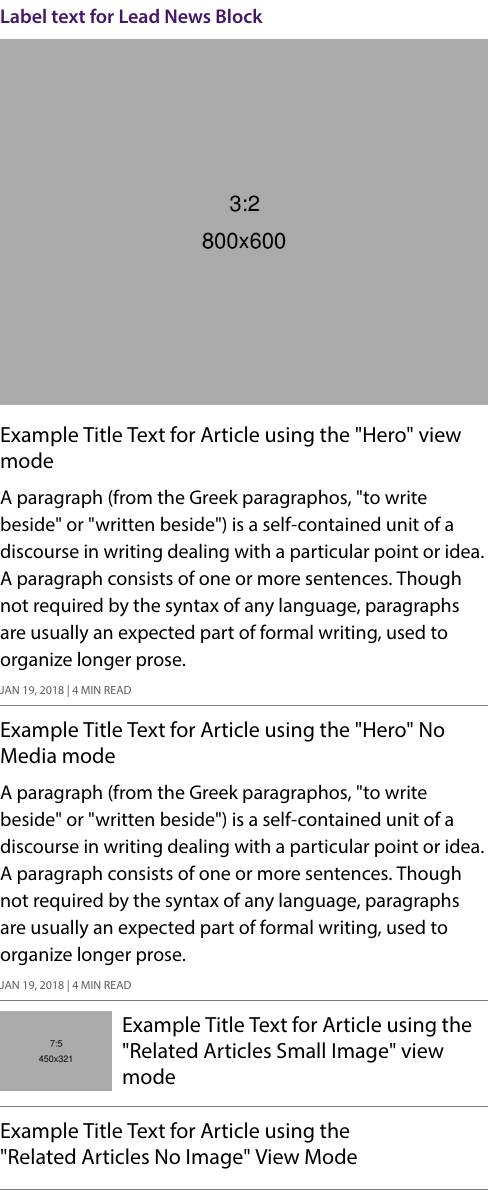 Label text for Lead News Block
3:2
800x600
Example Title Text for Article using the "Hero" view
mode
A paragraph (from the Greek paragraphos, "to write
beside" or "written beside") is a self-contained unit of a
discourse in writing dealing with a particular point or idea.
A paragraph consists of one or more sentences. Though
not required by the syntax of any language, paragraphs
are usually an expected part of formal writing, used to
organize longer prose.
JAN 19, 2018 | 4 MIN READ
Example Title Text for Article using the "Hero" No
Media mode
A paragraph (from the Greek paragraphos, "to write
beside" or "written beside") is a self-contained unit of a
discourse in writing dealing with a particular point or idea.
A paragraph consists of one or more sentences. Though
not required by the syntax of any language, paragraphs
are usually an expected part of formal writing, used to
organize longer prose.
JAN 19, 2018 | 4 MIN READ
7:5
450x321
Example Title Text for Article using the
"Related Articles Small Image" view
mode
Example Title Text for Article using the
"Related Articles No Image" View Mode